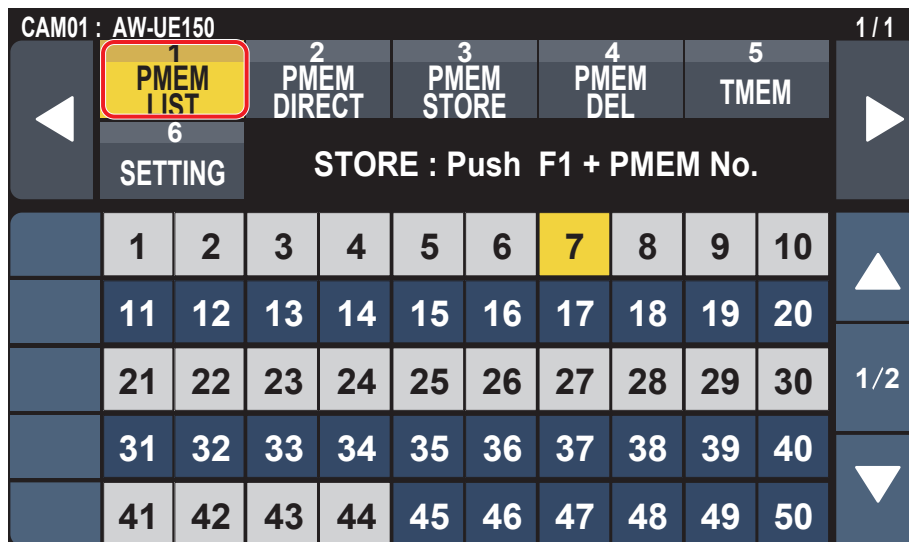 CAM01 : AW-UE150 1 / 1
1 2 3 4 5
PMEM LIST PMEM DIRECT PMEM STORE PMEM DEL TMEM
6
SETTING STORE : Push F1 + PMEM No.
1 2 3 4 5 6 7 8 9 10
11 12 13 14 15 16 17 18 19 20
21 22 23 24 25 26 27 28 29 30 1/2
31 32 33 34 35 36 37 38 39 40
41 42 43 44 45 46 47 48 49 50